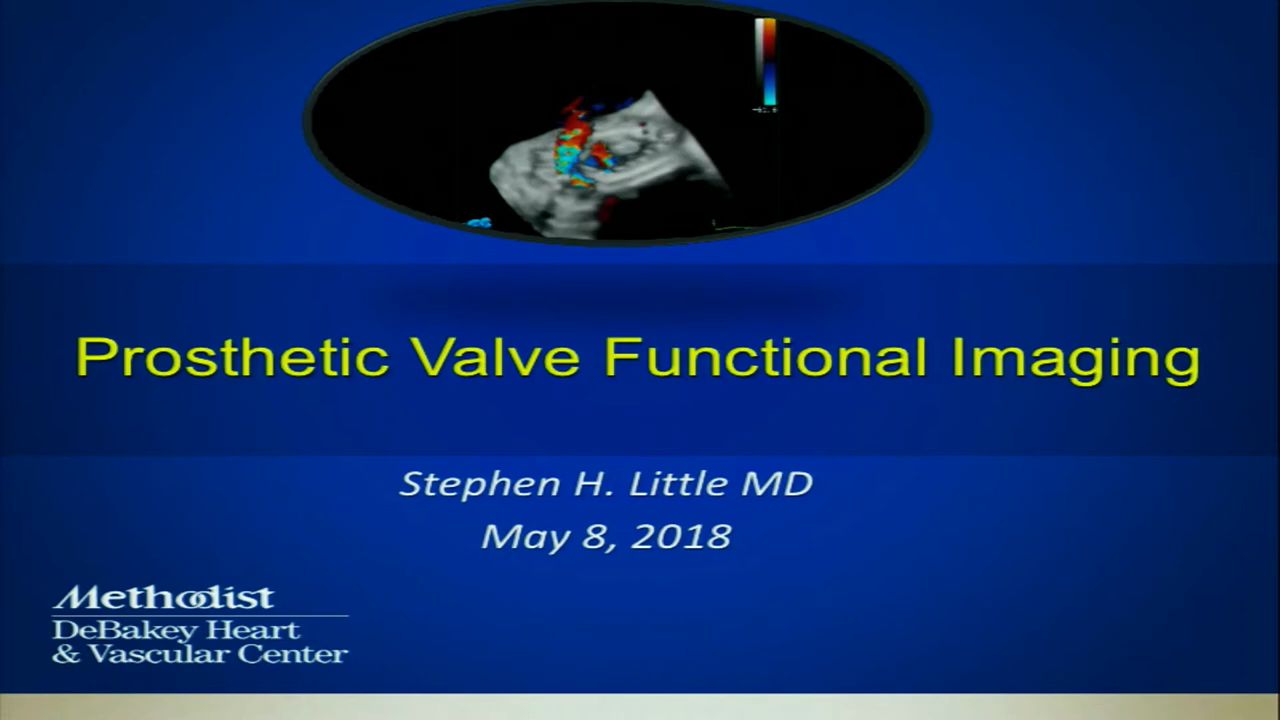 Prosthetic Valve Functional Imaging
Stephen H. Little MD
May 8, 2018
Methodist
DeBakey Heart
& Vascular Center